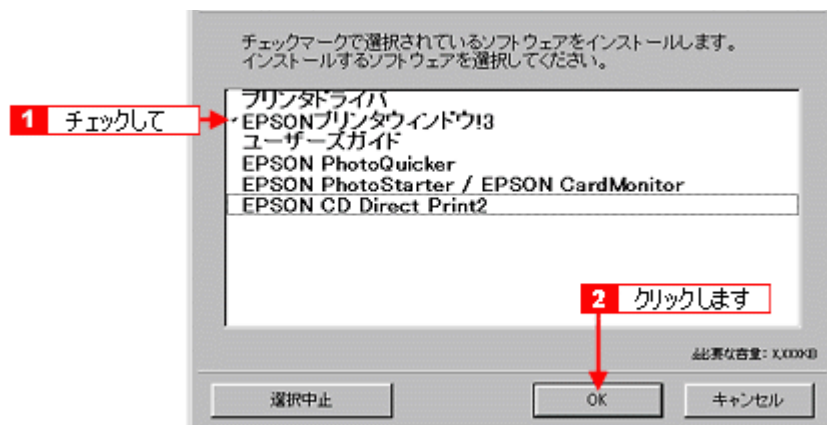 チェックマークで選択されているソフトウェアをインストールします。
インストールするソフトウェアを選択してください。
プリンタドライバ
1 チェックして
EPSONプリンタウィンドウ!3
ユーザーズガイド
EPSON PhotoQuicker
EPSON PhotoStarter / EPSON CardMonitor
EPSON CD Direct Print2
2 クリックします
必要な容量: X,XXXKB
選択中止
OK
キャンセル